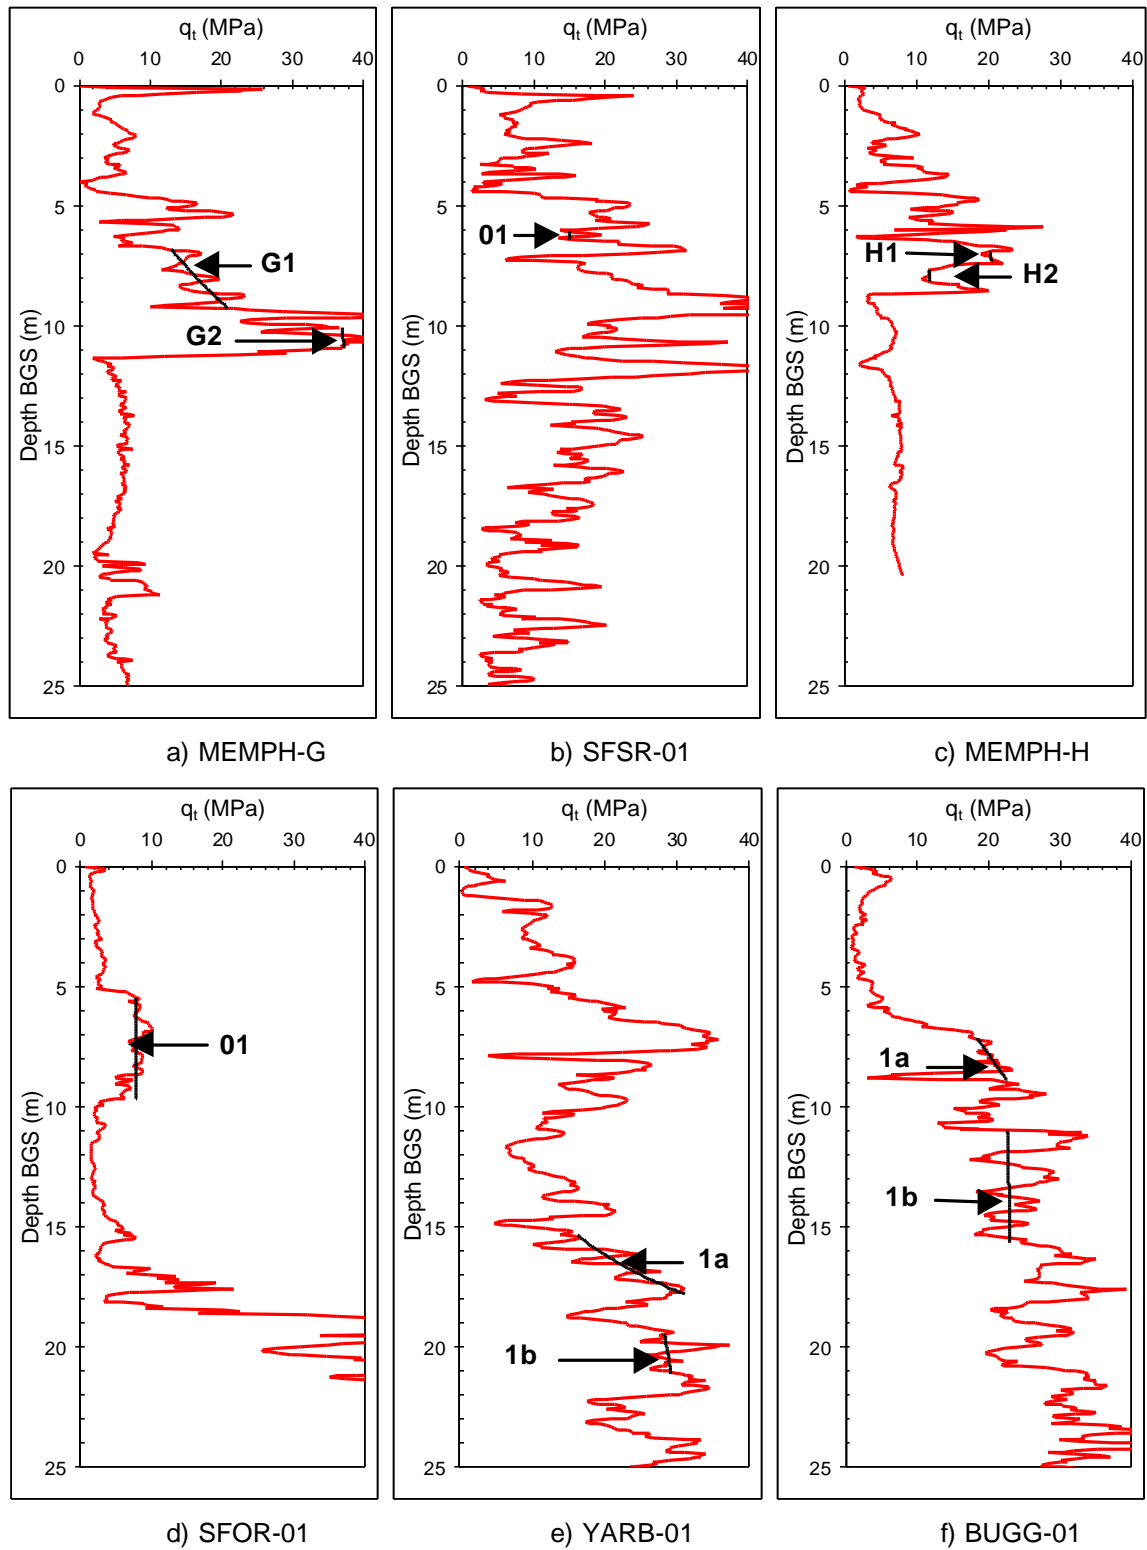 qt (MPa)
0 10 20 30 40
0
5
10
15
20
25
Depth BGS (m)
G1
G2
a) MEMPH-G
qt (MPa)
0 10 20 30 40
0
5
10
15
20
25
Depth BGS (m)
01
b) SFSR-01
qt (MPa)
0 10 20 30 40
0
5
10
15
20
25
Depth BGS (m)
H1
H2
c) MEMPH-H
qt (MPa)
0 10 20 30 40
0
5
10
15
20
25
Depth BGS (m)
01
d) SFOR-01
qt (MPa)
0 10 20 30 40
0
5
10
15
20
25
Depth BGS (m)
1a
1b
e) YARB-01
qt (MPa)
0 10 20 30 40
0
5
10
15
20
25
Depth BGS (m)
1a
1b
f) BUGG-01